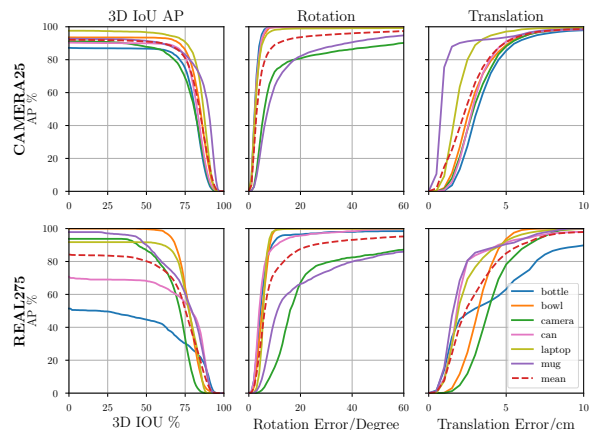 3D IoU AP
Rotation
Translation
CAMERA25
AP %
100
80
60
40
20
0
0 25 50 75 100
0 20 40 60
0 5 10
REAL275
AP %
100
80
60
40
20
0
bottle
bowl
camera
can
laptop
mug
mean
0 25 50 75 100
0 20 40 60
0 5 10
3D IOU %
Rotation Error/Degree
Translation Error/cm